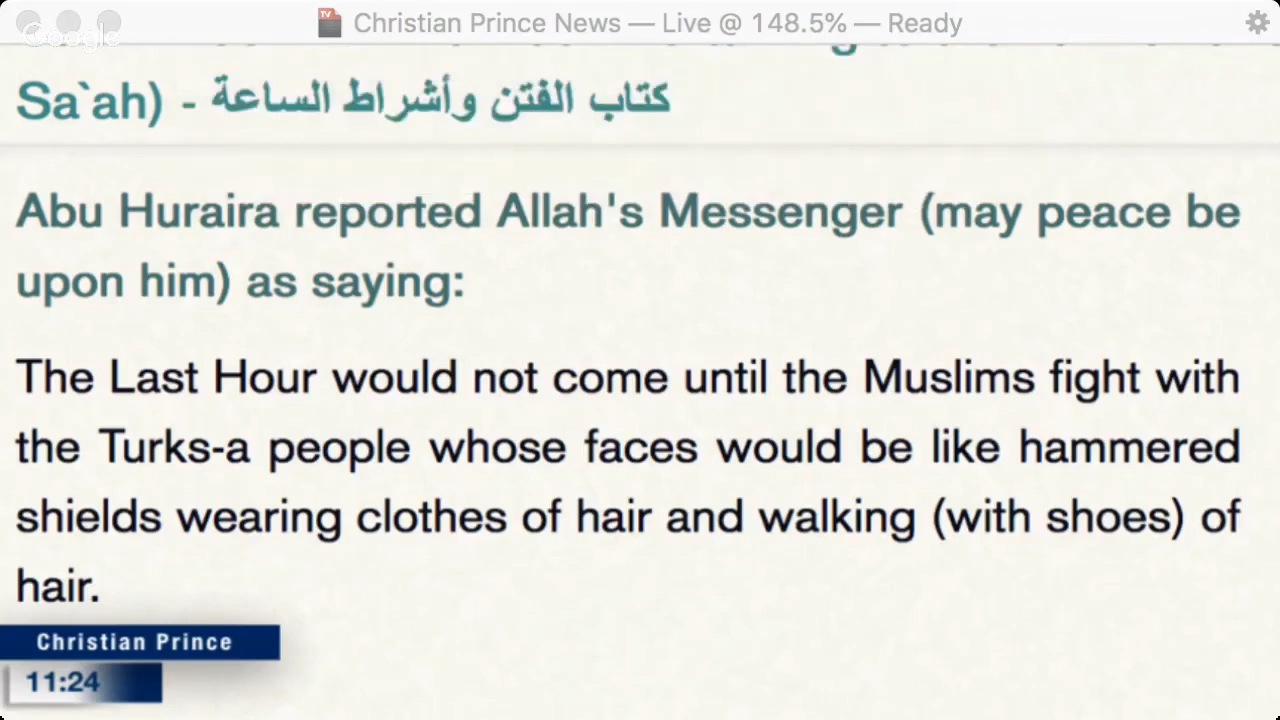 Christian Prince News — Live @ 148.5% — Ready
Google
Sa`ah) - كتاب الفتن وأشراط الساعة
Abu Huraira reported Allah's Messenger (may peace be
upon him) as saying:
The Last Hour would not come until the Muslims fight with
the Turks-a people whose faces would be like hammered
shields wearing clothes of hair and walking (with shoes) of
hair.
Christian Prince
11:24